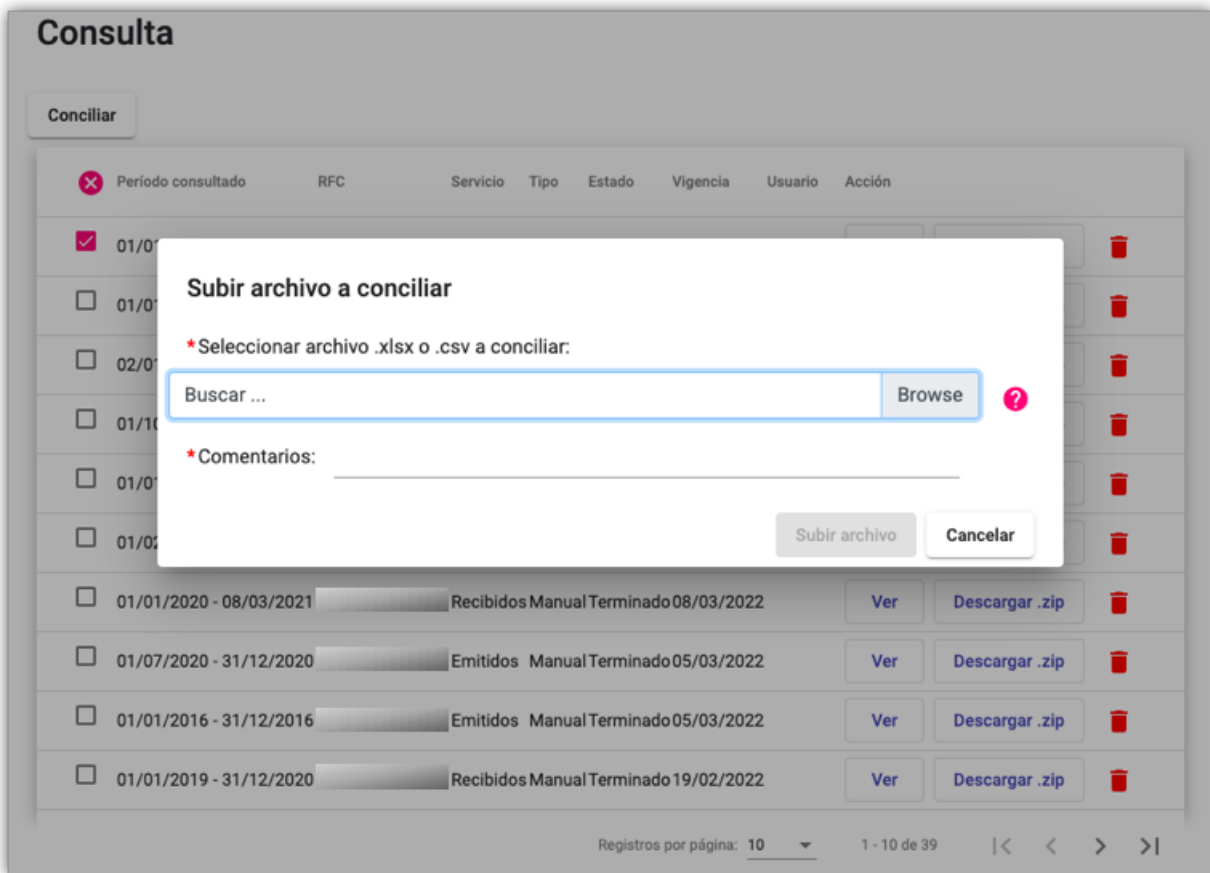 Consulta
Conciliar
Período consultado RFC Servicio Tipo Estado Vigencia Usuario Acción
Subir archivo a conciliar
*Seleccionar archivo .xlsx o .csv a conciliar:
Buscar ... Browse ?
*Comentarios:
Subir archivo Cancelar
01/01/2020 - 08/03/2021 Recibidos Manual Terminado 08/03/2022 Ver Descargar .zip
01/07/2020 - 31/12/2020 Emitidos Manual Terminado 05/03/2022 Ver Descargar .zip
01/01/2016 - 31/12/2016 Emitidos Manual Terminado 05/03/2022 Ver Descargar .zip
01/01/2019 - 31/12/2020 Recibidos Manual Terminado 19/02/2022 Ver Descargar .zip
Registros por página: 10 1 - 10 de 39